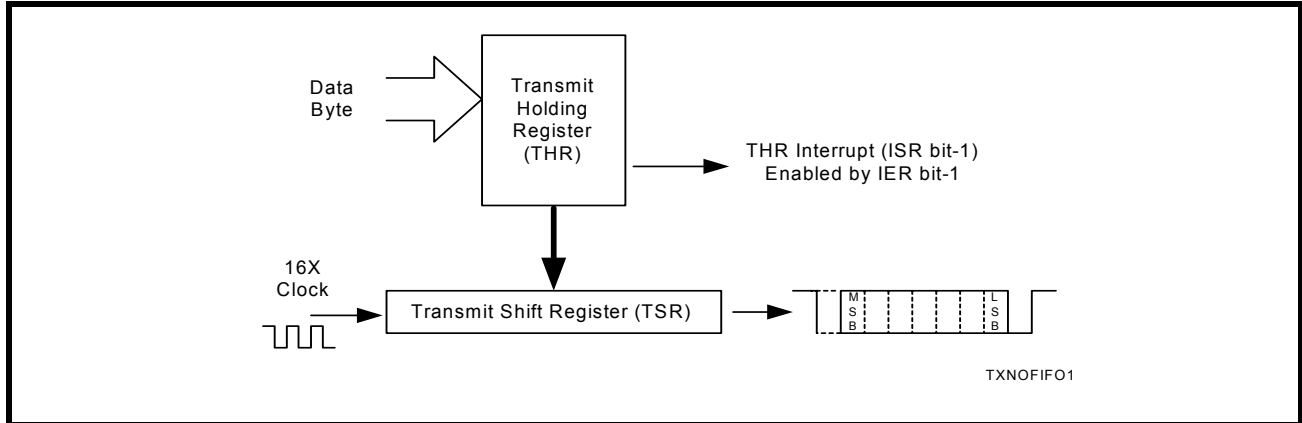 Data
Byte
Transmit
Holding
Register
(THR)
THR Interrupt (ISR bit-1)
Enabled by IER bit-1
16X
Clock
Transmit Shift Register (TSR)
M
S
B
L
S
B
TXNOFIFO1